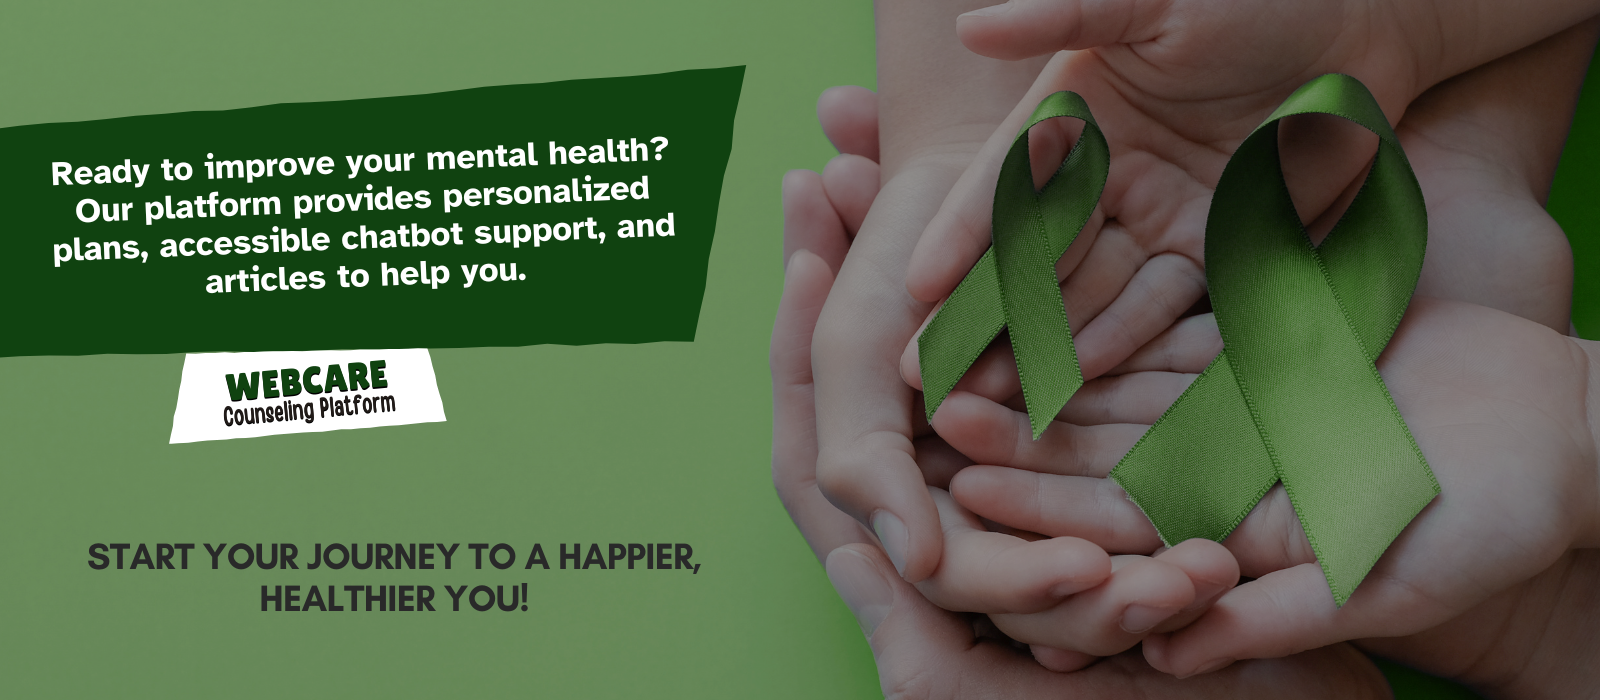 Ready to improve your mental health?
Our platform provides personalized
plans, accessible chatbot support, and
articles to help you.
WEBCARE
Counseling Platform
START YOUR JOURNEY TO A HAPPIER,
HEALTHIER YOU!